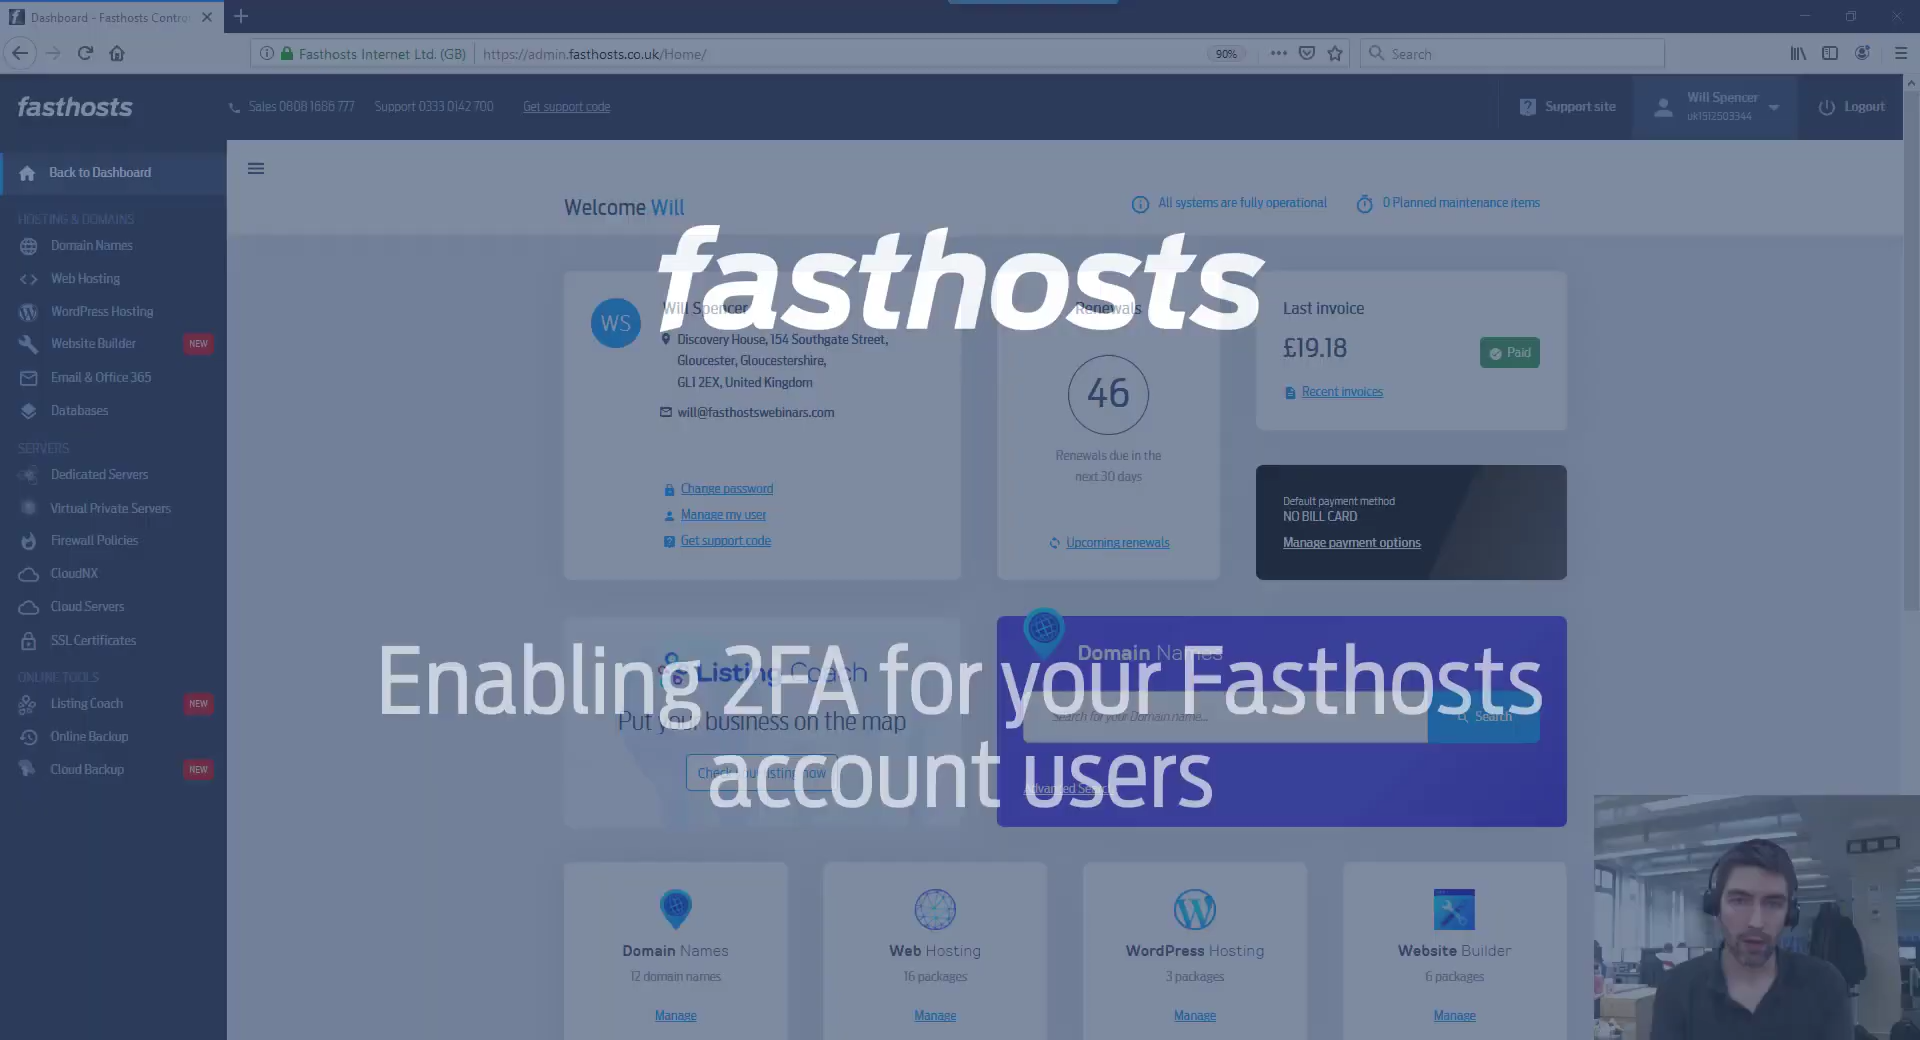 Dashboard - Fasthosts Contro
Fasthosts Internet Ltd. (GB)
https://admin.fasthosts.co.uk/Home/
90%
Search
fasthosts
Sales 0808 1686 777
Support 0333 0142 700
Get support code
Support site
Will Spencer
uk1512503344
Logout
Back to Dashboard
HOSTING & DOMAINS
Domain Names
Web Hosting
WordPress Hosting
Website Builder
NEW
Email & Office 365
Databases
SERVERS
Dedicated Servers
Virtual Private Servers
Firewall Policies
CloudNX
Cloud Servers
SSL Certificates
ONLINE TOOLS
Listing Coach
NEW
Online Backup
Cloud Backup
NEW
Welcome Will
All systems are fully operational
0 Planned maintenance items
fasthosts
WS
Will Spencer
Discovery House, 154 Southgate Street,
Gloucester, Gloucestershire,
GL1 2EX, United Kingdom
will@fasthostswebinars.com
Change password
Manage my user
Get support code
Renewals
46
Renewals due in the
next 30 days
Upcoming renewals
Last invoice
£19.18
Paid
Recent invoices
Default payment method
NO BILL CARD
Manage payment options
Enabling 2FA for your Fasthosts
account users
Listing Coach
Put your business on the map
Check your listing now
Domain Names
Search for your Domain name...
Search
Advanced Search
Domain Names
12 domain names
Manage
Web Hosting
16 packages
Manage
WordPress Hosting
3 packages
Manage
Website Builder
6 packages
Manage